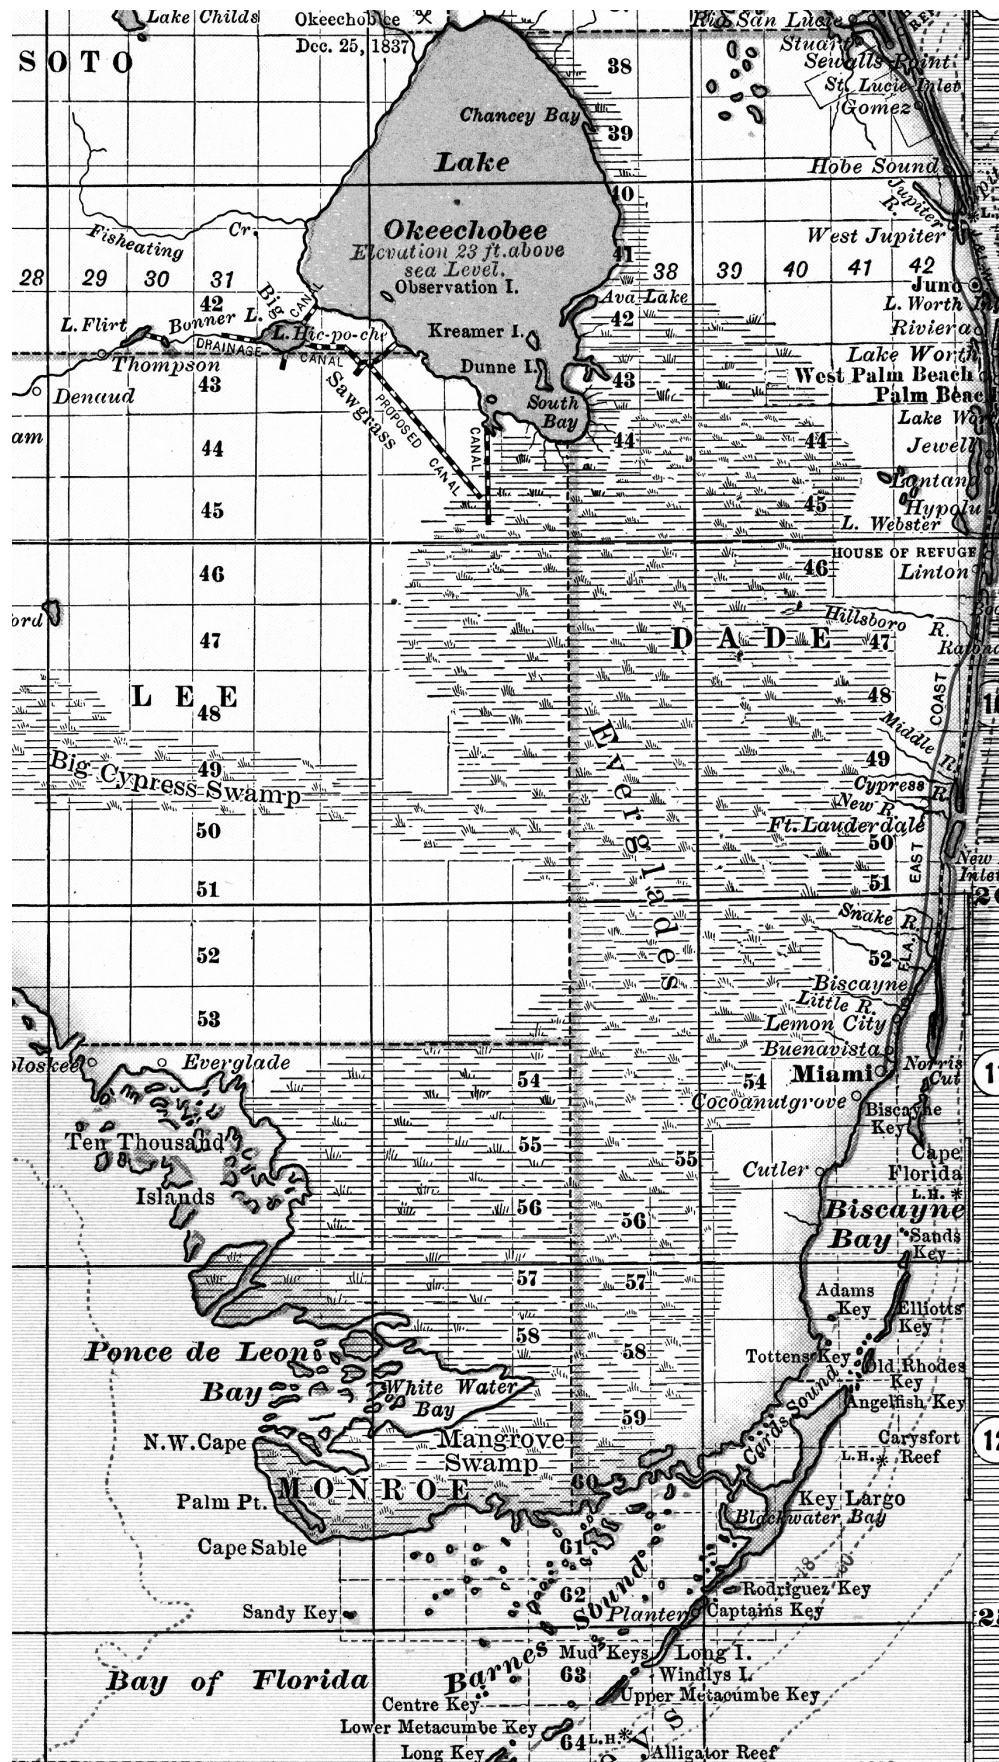 Lake Childs
Okeechobee
Dec. 25, 1837
SOTO
38
Rio San Lucie
Stuart
Sewalls Point
St. Lucie Inlet
Gomez
Chancey Bay
39
Lake
Hobe Sound
40
Jupiter
R.
L.
Okeechobee
Elevation 23 ft. above
sea Level.
Observation I.
Fisheating
Cr.
West Jupiter
41
28 29 30 31
38 39 40 41 42
Juno
42
Big
CANAL
Ava Lake
L. Worth In
L. Flirt
Bonner L.
L. Hic-po-che
Kreamer I.
42
Riviera
DRAINAGE
CANAL
Lake Worth
Thompson
Dunne I.
West Palm Beach
43
43
Denaud
Sawgrass
PROPOSED
CANAL
South
Bay
Palm Beach
Lake Wo
am
44
CANAL
44
44
Jewell
Lantana
45
45
Hypolu
L. Webster
HOUSE OF REFUGE
46
46
Linton
ord
47
Hillsboro
R.
DADE
47
LEE
48
48
COAST
Everglades
Middle R.
Big Cypress Swamp
49
49
Cypress
R.
New R.
50
Ft. Lauderdale
50
EAST
New
Inlet
51
51
Snake R.
52
52
FLA.
Biscayne
Little R.
53
Lemon City
Buenavista
oloskee
Everglade
54
54
Miami
Norris
Cut
Cocoanutgrove
Biscayne
Key
Ten Thousand
Islands
55
55
Cutler
Cape
Florida
L.H.
56
56
Biscayne
Bay
Sands
Key
57
57
Adams
Key
Elliotts
Key
58
58
Ponce de Leon
Bay
Tottens Key
Old Rhodes
Key
White Water
Bay
Angelfish Key
59
Cards Sound
N.W. Cape
Mangrove
Swamp
Carysfort
Reef
L.H.
MONROE
60
Palm Pt.
Key Largo
Blackwater Bay
Cape Sable
61
18
50
62
Rodriguez Key
Sandy Key
Planter
Captains Key
Barnes Sound
Mud Keys
Long I.
Bay of Florida
63
Windlys I.
Centre Key
Upper Metacumbe Key
Lower Metacumbe Key
64
L.H.
Long Key
Alligator Reef